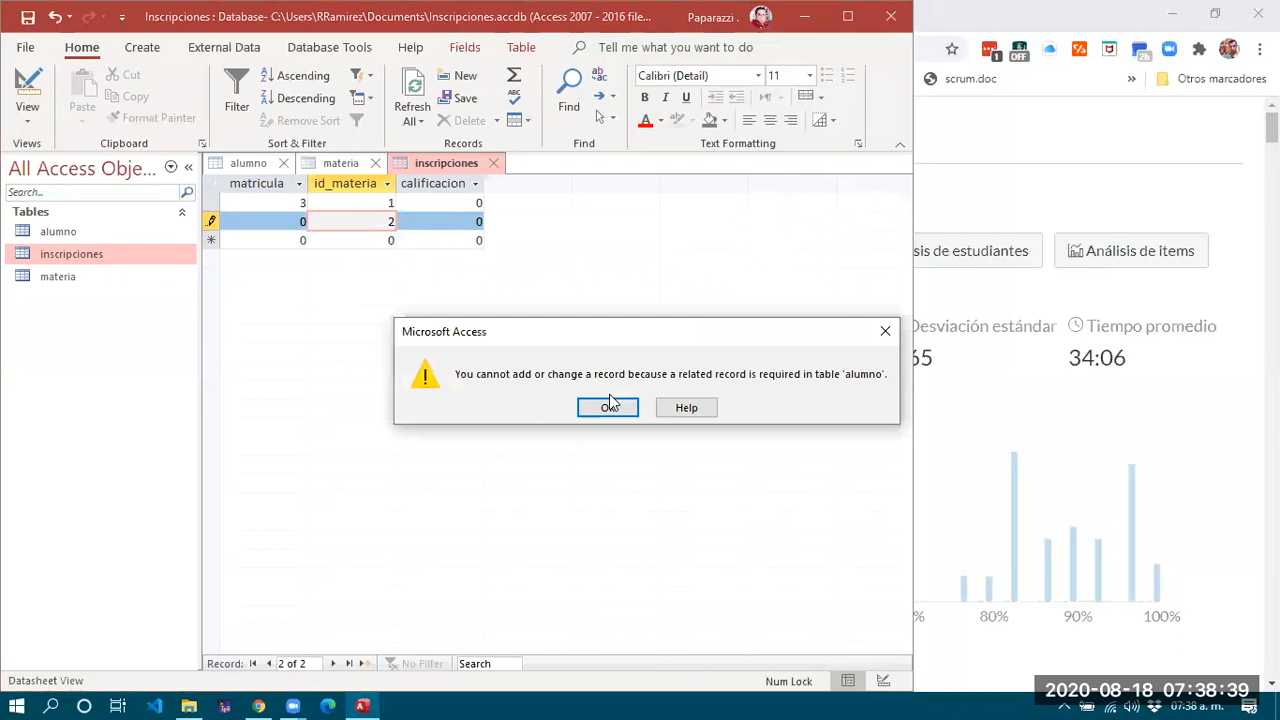 Inscripciones : Database- C:\Users\RRamirez\Documents\Inscripciones.accdb (Access 2007 - 2016 file...
Paparazzi .
File Home Create External Data Database Tools Help Fields Table Tell me what you want to do
View
Views
Paste
Cut
Copy
Format Painter
Clipboard
Filter
Ascending
Descending
Remove Sort
Sort & Filter
Refresh
All
New
Save
Delete
Records
Find
Find
Calibri (Detail) 11
B I U
A
Text Formatting
1 OFF
scrum.doc » Otros marcadores
All Access Obje...
Search...
Tables
alumno
inscripciones
materia
alumno materia inscripciones
matricula id_materia calificacion
3 1 0
0 2 0
0 0 0
Microsoft Access
You cannot add or change a record because a related record is required in table 'alumno'.
Help
sis de estudiantes Análisis de items
Desviación estándar Tiempo promedio
65 34:06
% 80% 90% 100%
Record: 2 of 2 No Filter Search
Datasheet View Num Lock
2020-08-18 07:38:39
07:38 a. m.